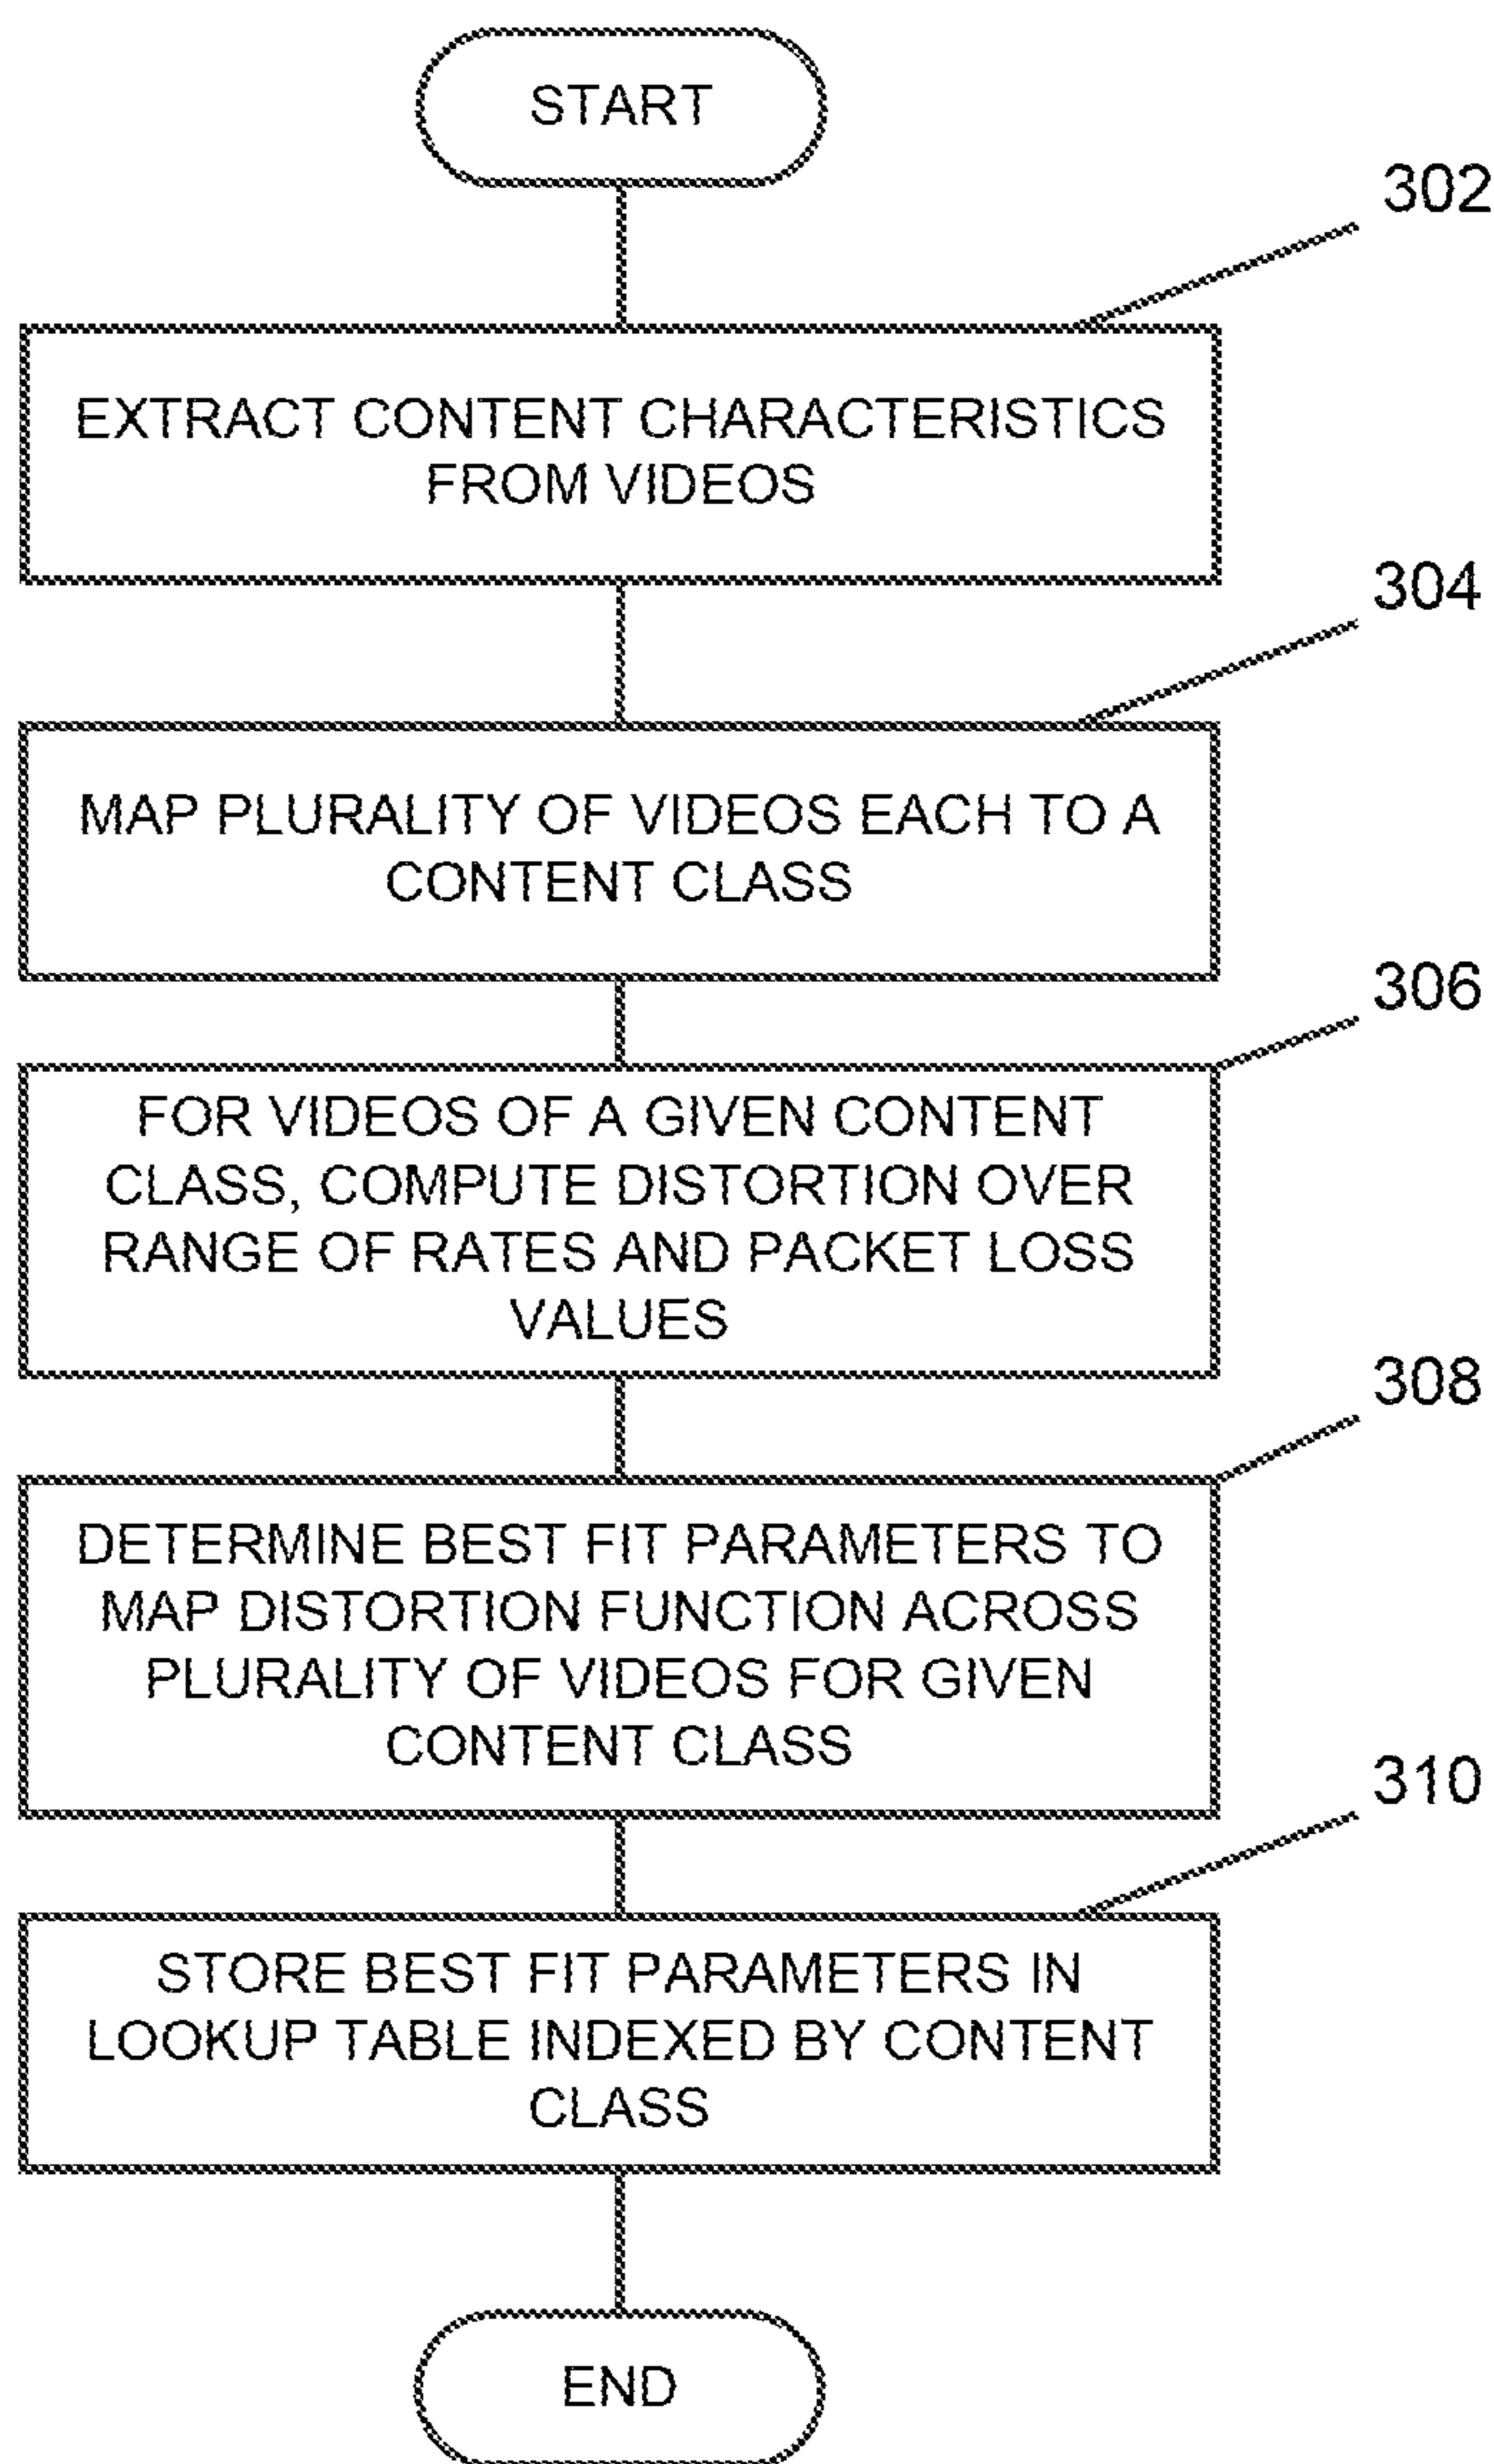 START
302
EXTRACT CONTENT CHARACTERISTICS
FROM VIDEOS
304
MAP PLURALITY OF VIDEOS EACH TO A
CONTENT CLASS
306
FOR VIDEOS OF A GIVEN CONTENT
CLASS, COMPUTE DISTORTION OVER
RANGE OF RATES AND PACKET LOSS
VALUES
308
DETERMINE BEST FIT PARAMETERS TO
MAP DISTORTION FUNCTION ACROSS
PLURALITY OF VIDEOS FOR GIVEN
CONTENT CLASS
310
STORE BEST FIT PARAMETERS IN
LOOKUP TABLE INDEXED BY CONTENT
CLASS
END